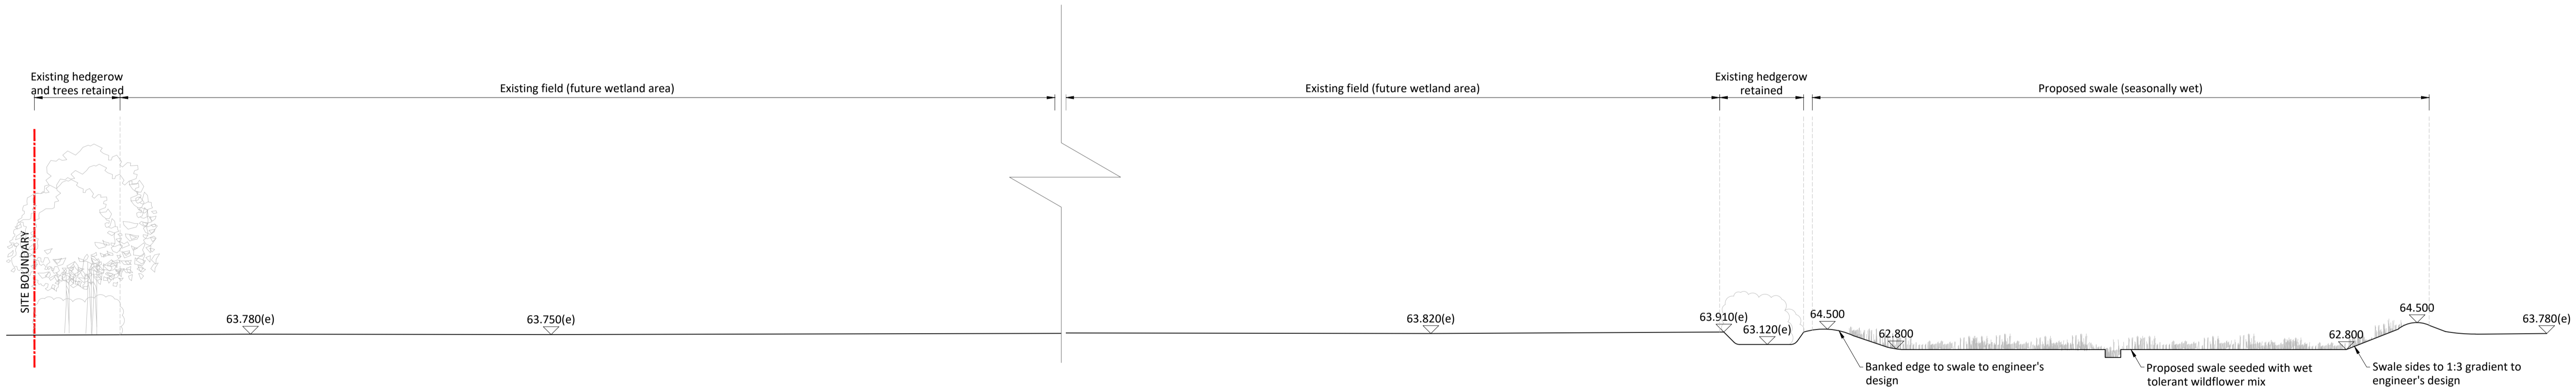 Existing hedgerow
and trees retained
Existing field (future wetland area)
Existing field (future wetland area)
Existing hedgerow
retained
Proposed swale (seasonally wet)
SITE BOUNDARY
63.780(e)
63.750(e)
63.820(e)
63.910(e)
63.120(e)
64.500
62.800
62.800
64.500
63.780(e)
Banked edge to swale to engineer's
design
Proposed swale seeded with wet
tolerant wildflower mix
Swale sides to 1:3 gradient to
engineer's design